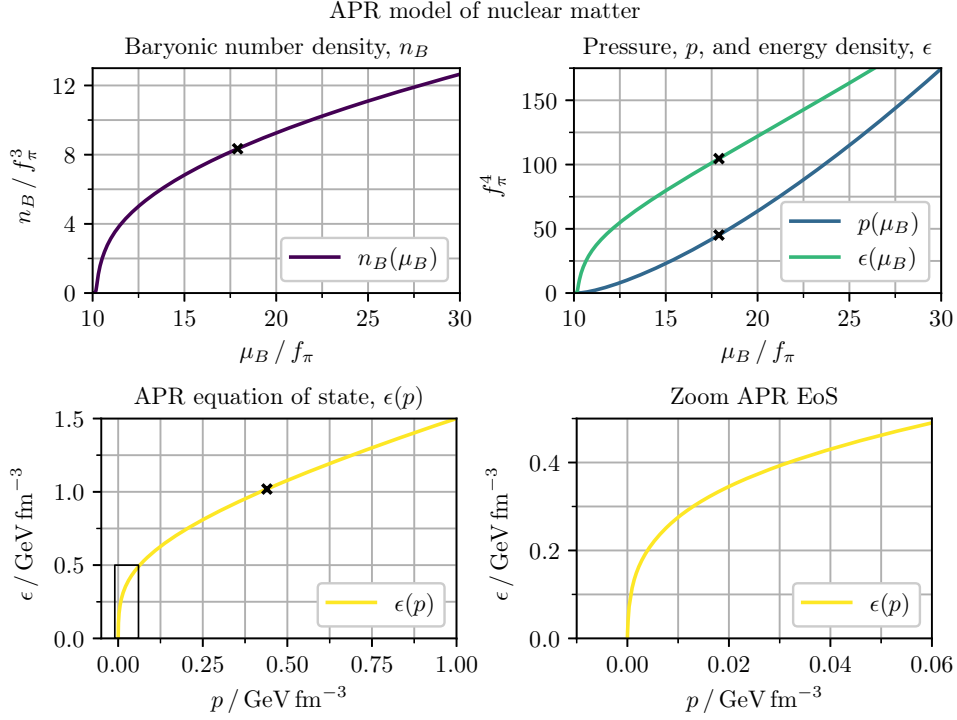 APR model of nuclear matter
Baryonic number density, n_B
12
8
4
0
10
15
20
25
30
n_B / f_π^3
μ_B / f_π
n_B(μ_B)
Pressure, p, and energy density, ϵ
175
150
125
100
75
50
25
0
10
15
20
25
30
f_π^4
μ_B / f_π
p(μ_B)
ϵ(μ_B)
APR equation of state, ϵ(p)
1.5
1.0
0.5
0.0
0.00
0.25
0.50
0.75
1.00
ϵ / GeV fm^−3
p / GeV fm^−3
ϵ(p)
Zoom APR EoS
0.4
0.2
0.0
0.00
0.02
0.04
0.06
ϵ / GeV fm^−3
p / GeV fm^−3
ϵ(p)